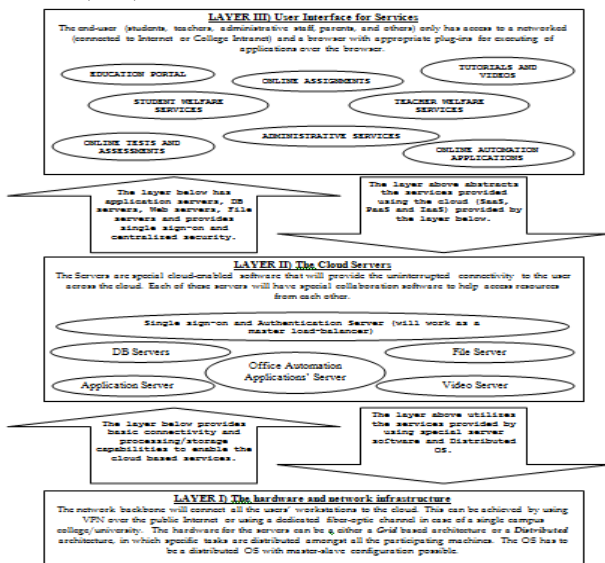 LAYER III) User Interface for Services
The end-user (students, teachers, administrative staff, parents, and others) only has access to a networked
(connected to Internet or College Intranet) and a browser with appropriate plug-ins for executing of
applications over the browser.
EDUCATION PORTAL
ONLINE ASSIGNMENTS
TUTORIALS AND
VIDEOS
STUDENT WELFARE
SERVICES
TEACHER WELFARE
SERVICES
ONLINE TESTS AND
ASSESSMENTS
ADMINISTRATIVE SERVICES
ONLINE AUTOMATION
APPLICATIONS
The layer below has
application servers, DB
servers, Web servers, File
servers and provides
single sign-on and
centralized security.
The layer above abstracts
the services provided
using the cloud (SaaS,
PaaS and IaaS) provided by
the layer below.
LAYER II) The Cloud Servers
The Servers are special cloud-enabled software that will provide the uninterrupted connectivity to the user
across the cloud. Each of these servers will have special collaboration software to help access resources
from each other.
Single sign-on and Authentication Server (will work as a
master load-balancer)
DB Servers
File Server
Office Automation
Applications' Server
Application Server
Video Server
The layer below provides
basic connectivity and
processing/storage
capabilities to enable the
cloud based services.
The layer above utilizes
the services provided by
using special server
software and Distributed
OS.
LAYER I) The hardware and network infrastructure
The network backbone will connect all the users' workstations to the cloud. This can be achieved by using
VPN over the public Internet or using a dedicated fiber-optic channel in case of a single campus
college/university. The hardware for the servers can be a either a Grid based architecture or a Distributed
architecture, in which specific tasks are distributed amongst all the participating machines. The OS has to
be a distributed OS with master-slave configuration possible.